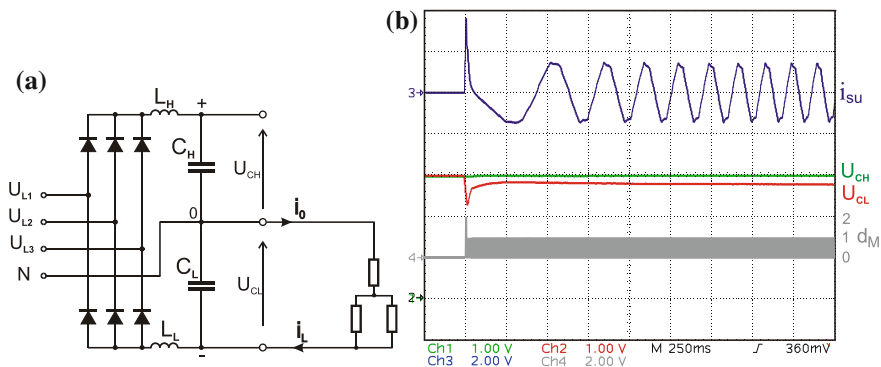 (a)
L_H
+
C_H
U_CH
U_L1
U_L2
U_L3
N
0
i_0
C_L
U_CL
L_L
i_L
-
(b)
3
i_su
U_CH
U_CL
2
1 d_M
0
4
2
Ch1 1.00 V Ch2 1.00 V M 250ms 360mV
Ch3 2.00 V Ch4 2.00 V